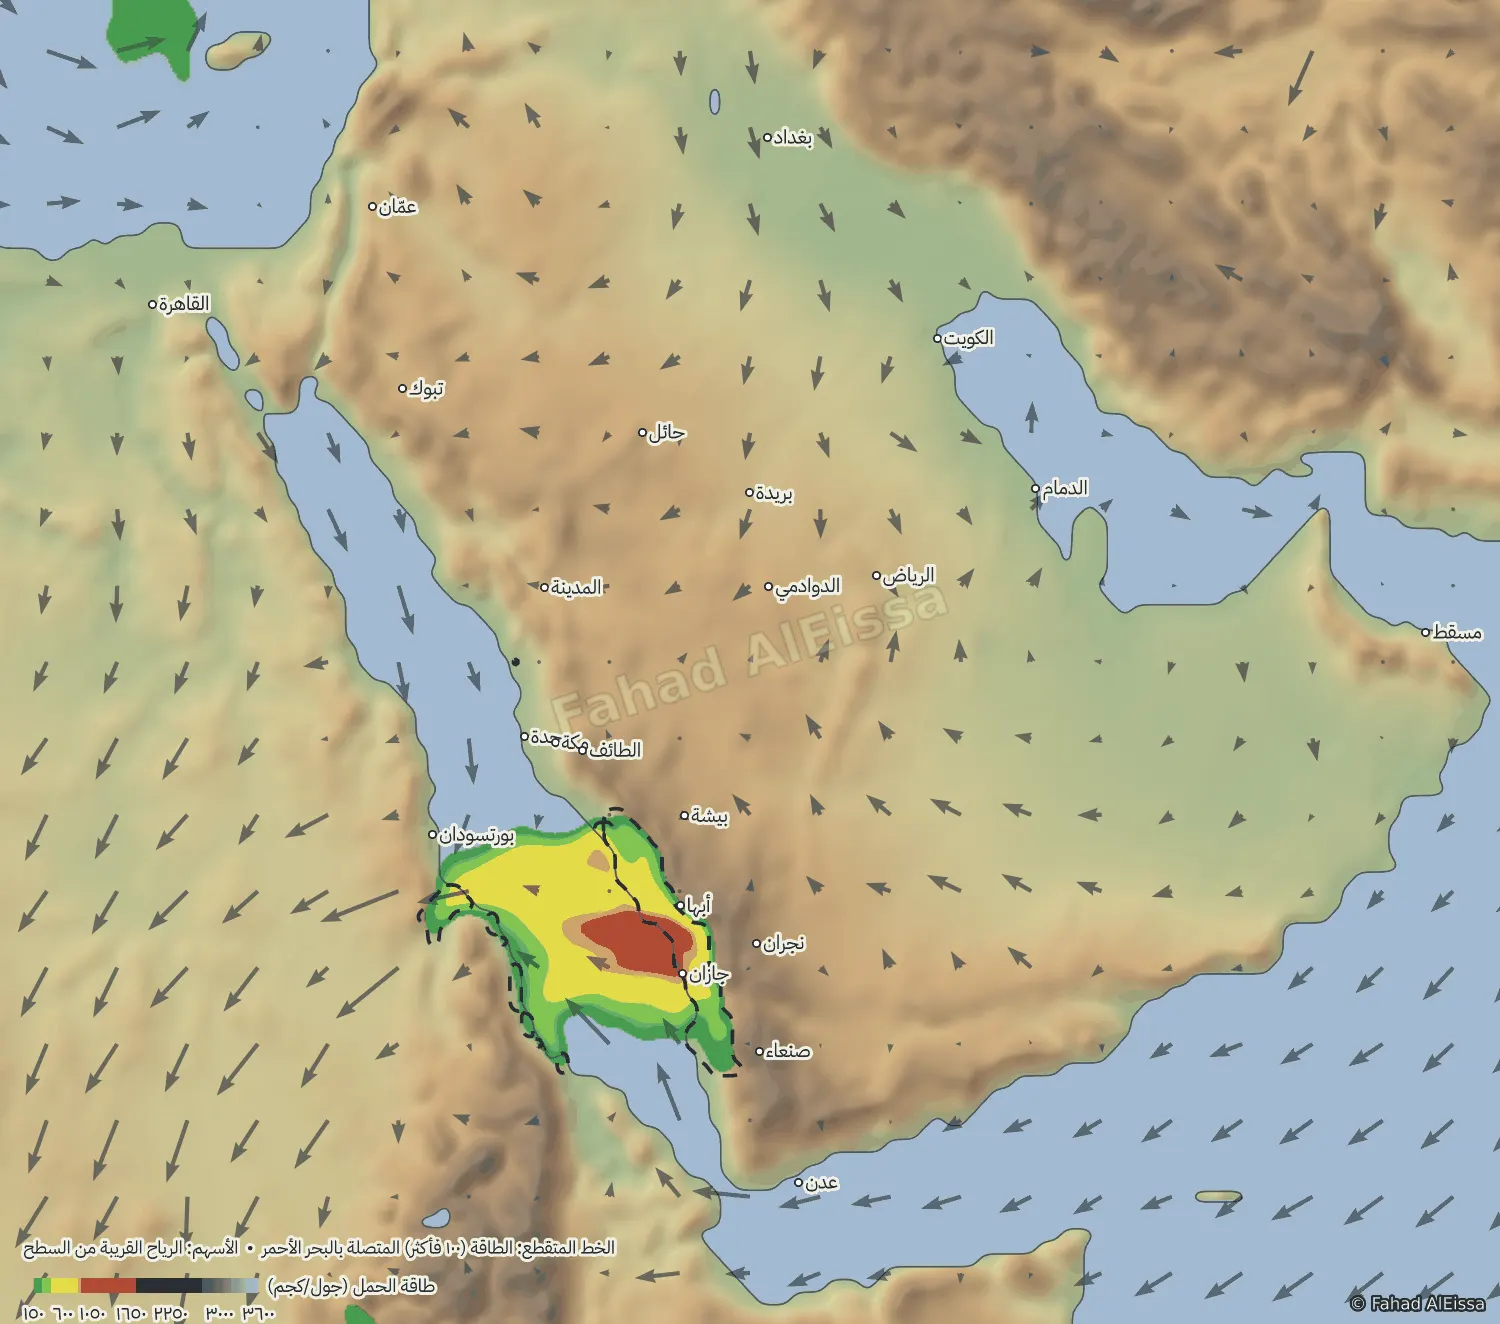 بغداد
عمّان
القاهرة
الكويت
تبوك
حائل
الدمام
بريدة
الرياض
الدوادمي
المدينة
مسقط
Fahad AlEissa
جدة
مكة
الطائف
بيشة
بورتسودان
أبها
نجران
جازان
صنعاء
عدن
الخط المتقطع: الطاقة (١٠٠ فأكثر) المتصلة بالبحر الأحمر • الأسهم: الرياح القريبة من السطح
طاقة الحمل (جول/كجم)
١٥٠ ٦٠٠ ١٠٥٠ ١٦٥٠ ٢٢٥٠ ٣٠٠٠ ٣٦٠٠
© Fahad AlEissa